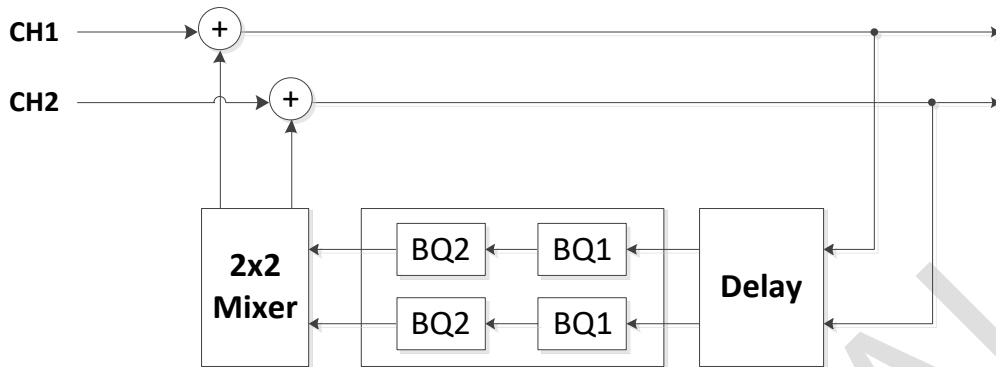 CH1
+
CH2
+
2x2
Mixer
BQ2
BQ1
BQ2
BQ1
Delay